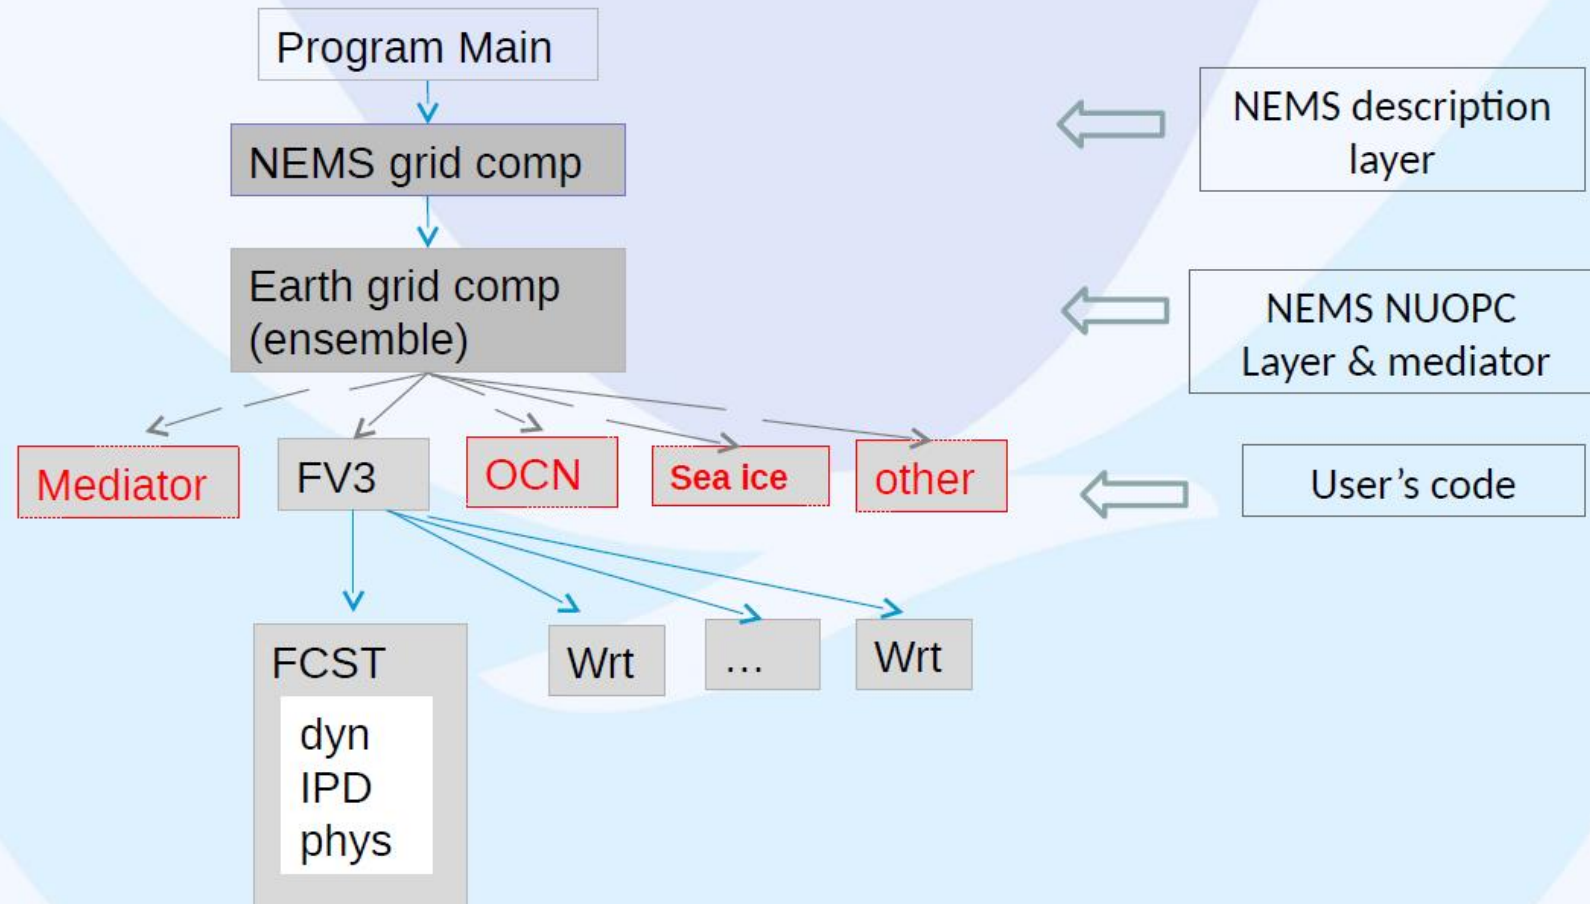 Program Main
NEMS description
layer
NEMS grid comp
Earth grid comp
(ensemble)
NEMS NUOPC
Layer & mediator
Mediator
FV3
OCN
Sea ice
other
User’s code
FCST
dyn
IPD
phys
Wrt
...
Wrt